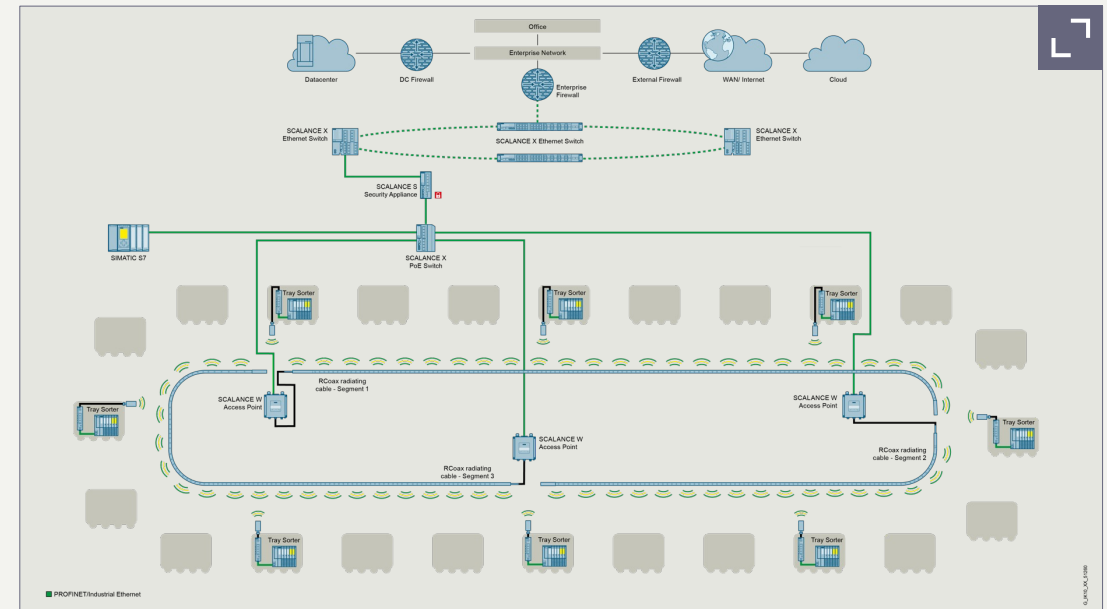 Office
Enterprise Network
Datacenter
DC Firewall
Enterprise
Firewall
External Firewall
WAN/ Internet
Cloud
SCALANCE X
Ethernet Switch
SCALANCE X Ethernet Switch
SCALANCE X
Ethernet Switch
SCALANCE S
Security Appliance
SIMATIC S7
SCALANCE X
PoE Switch
Tray Sorter
Tray Sorter
Tray Sorter
RCoax radiating
cable - Segment 1
SCALANCE W
Access Point
SCALANCE W
Access Point
Tray Sorter
Tray Sorter
SCALANCE W
Access Point
RCoax radiating
cable - Segment 2
RCoax radiating
cable - Segment 3
Tray Sorter
Tray Sorter
Tray Sorter
PROFINET/Industrial Ethernet